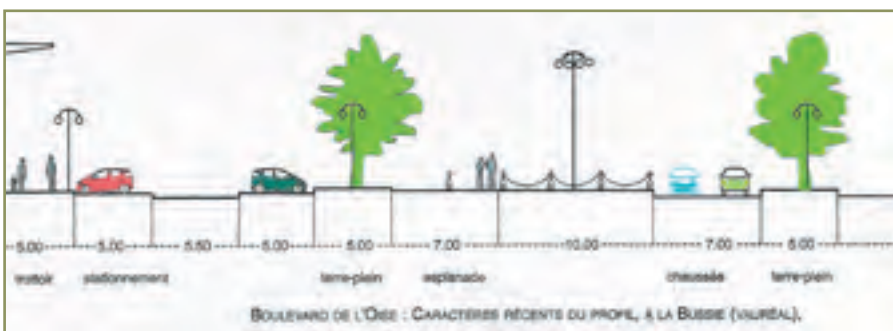 5.00 5.00 5.50 5.00 5.00 7.00 10.00 7.00 5.00
trottoir stationnement terre-plein esplanade chaussée terre-plein
BOULEVARD DE L'OISE : CARACTÈRES RÉCENTS DU PROFIL, À LA BUSSIE (VAURÉAL),